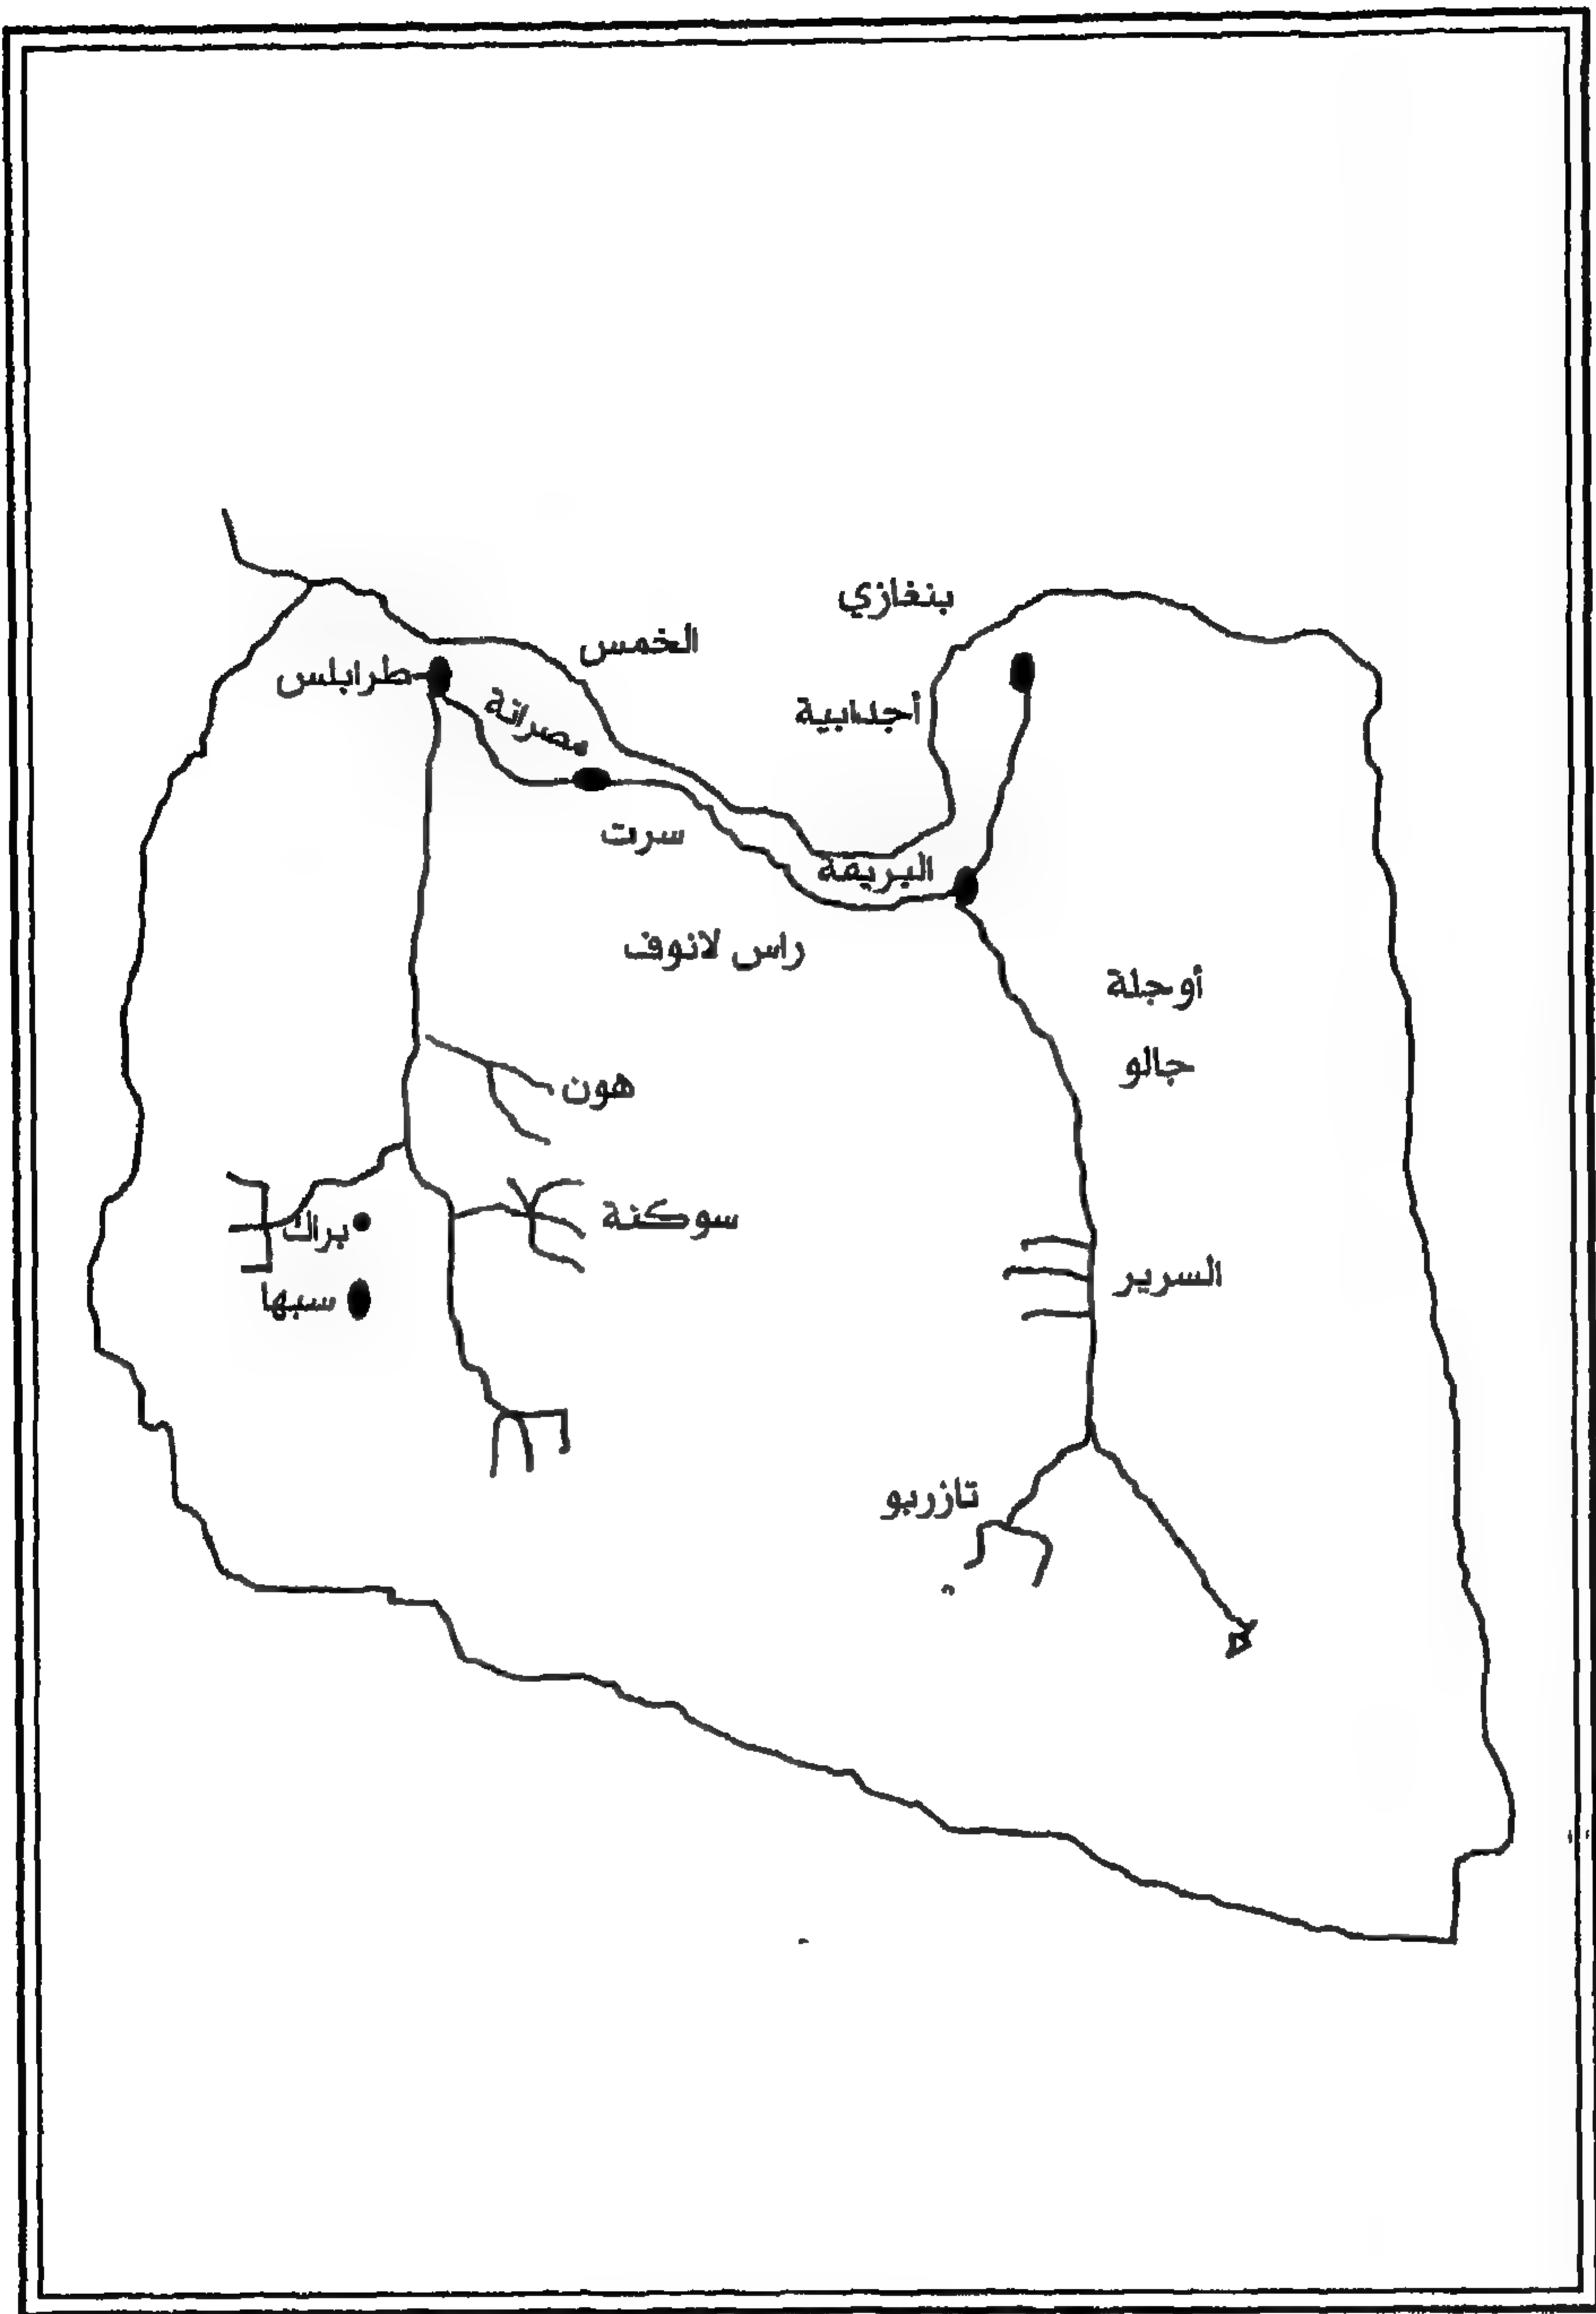 بنغازي
الخمس
طرابلس
مصراتة
أجدابية
سرت
البريقة
راس لانوف
أوجلة
جالو
هون
سوكنة
براك
السرير
سبها
تازربو